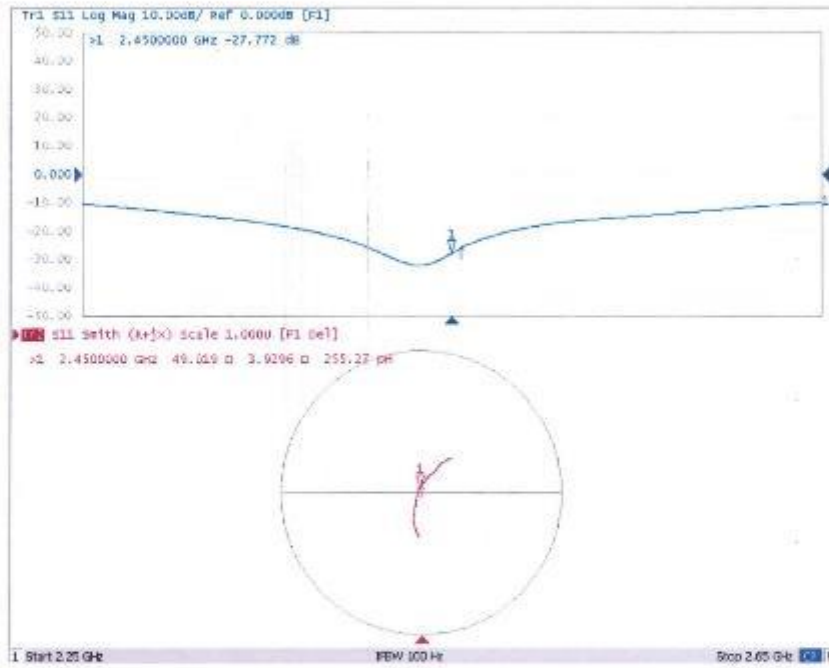 Tr1 S11 Log Mag 10.00dB/ Ref 0.000dB [F1]
50.00
>1 2.4500000 GHz -27.772 dB
40.00
30.00
20.00
10.00
0.000
-10.00
-20.00
1
-30.00
-40.00
-50.00
S11 Smith (R+jX) Scale 1.000U [F1 Del]
>1 2.4500000 GHz 49.019 Ω 3.9296 Ω 255.27 pH
1
1 Start 2.25 GHz IFBW 100 Hz Stop 2.65 GHz